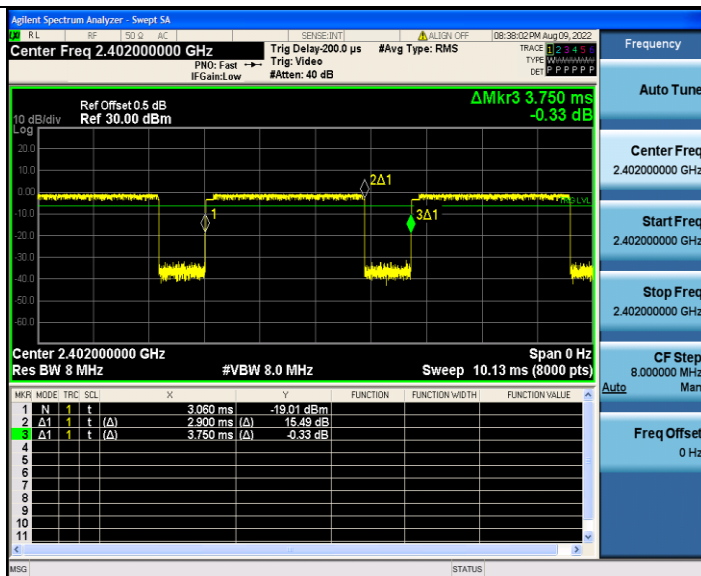 Agilent Spectrum Analyzer - Swept SA
RL RF 50 Ω AC SENSE:INT ALIGN OFF 08:38:02 PM Aug 09, 2022
Center Freq 2.402000000 GHz
PNO: Fast
IFGain:Low
Trig Delay-200.0 µs
Trig: Video
#Atten: 40 dB
#Avg Type: RMS
TRACE 1 2 3 4 5 6
TYPE W
DET P P P P P P
Ref Offset 0.5 dB
Ref 30.00 dBm
10 dB/div
Log
ΔMkr3 3.750 ms
-0.33 dB
20.0
10.0
0.00
-10.0
-20.0
-30.0
-40.0
-50.0
-60.0
1
2Δ1
3Δ1
TRIG LVL
Center 2.402000000 GHz Span 0 Hz
Res BW 8 MHz #VBW 8.0 MHz Sweep 10.13 ms (8000 pts)
MKR MODE TRC SCL X Y FUNCTION FUNCTION WIDTH FUNCTION VALUE
1 N 1 t 3.060 ms -19.01 dBm
2 Δ1 1 t (Δ) 2.900 ms (Δ) 15.49 dB
3 Δ1 1 t (Δ) 3.750 ms (Δ) -0.33 dB
4
5
6
7
8
9
10
11
MSG STATUS
Frequency
Auto Tune
Center Freq
2.402000000 GHz
Start Freq
2.402000000 GHz
Stop Freq
2.402000000 GHz
CF Step
8.000000 MHz
Auto Man
Freq Offset
0 Hz